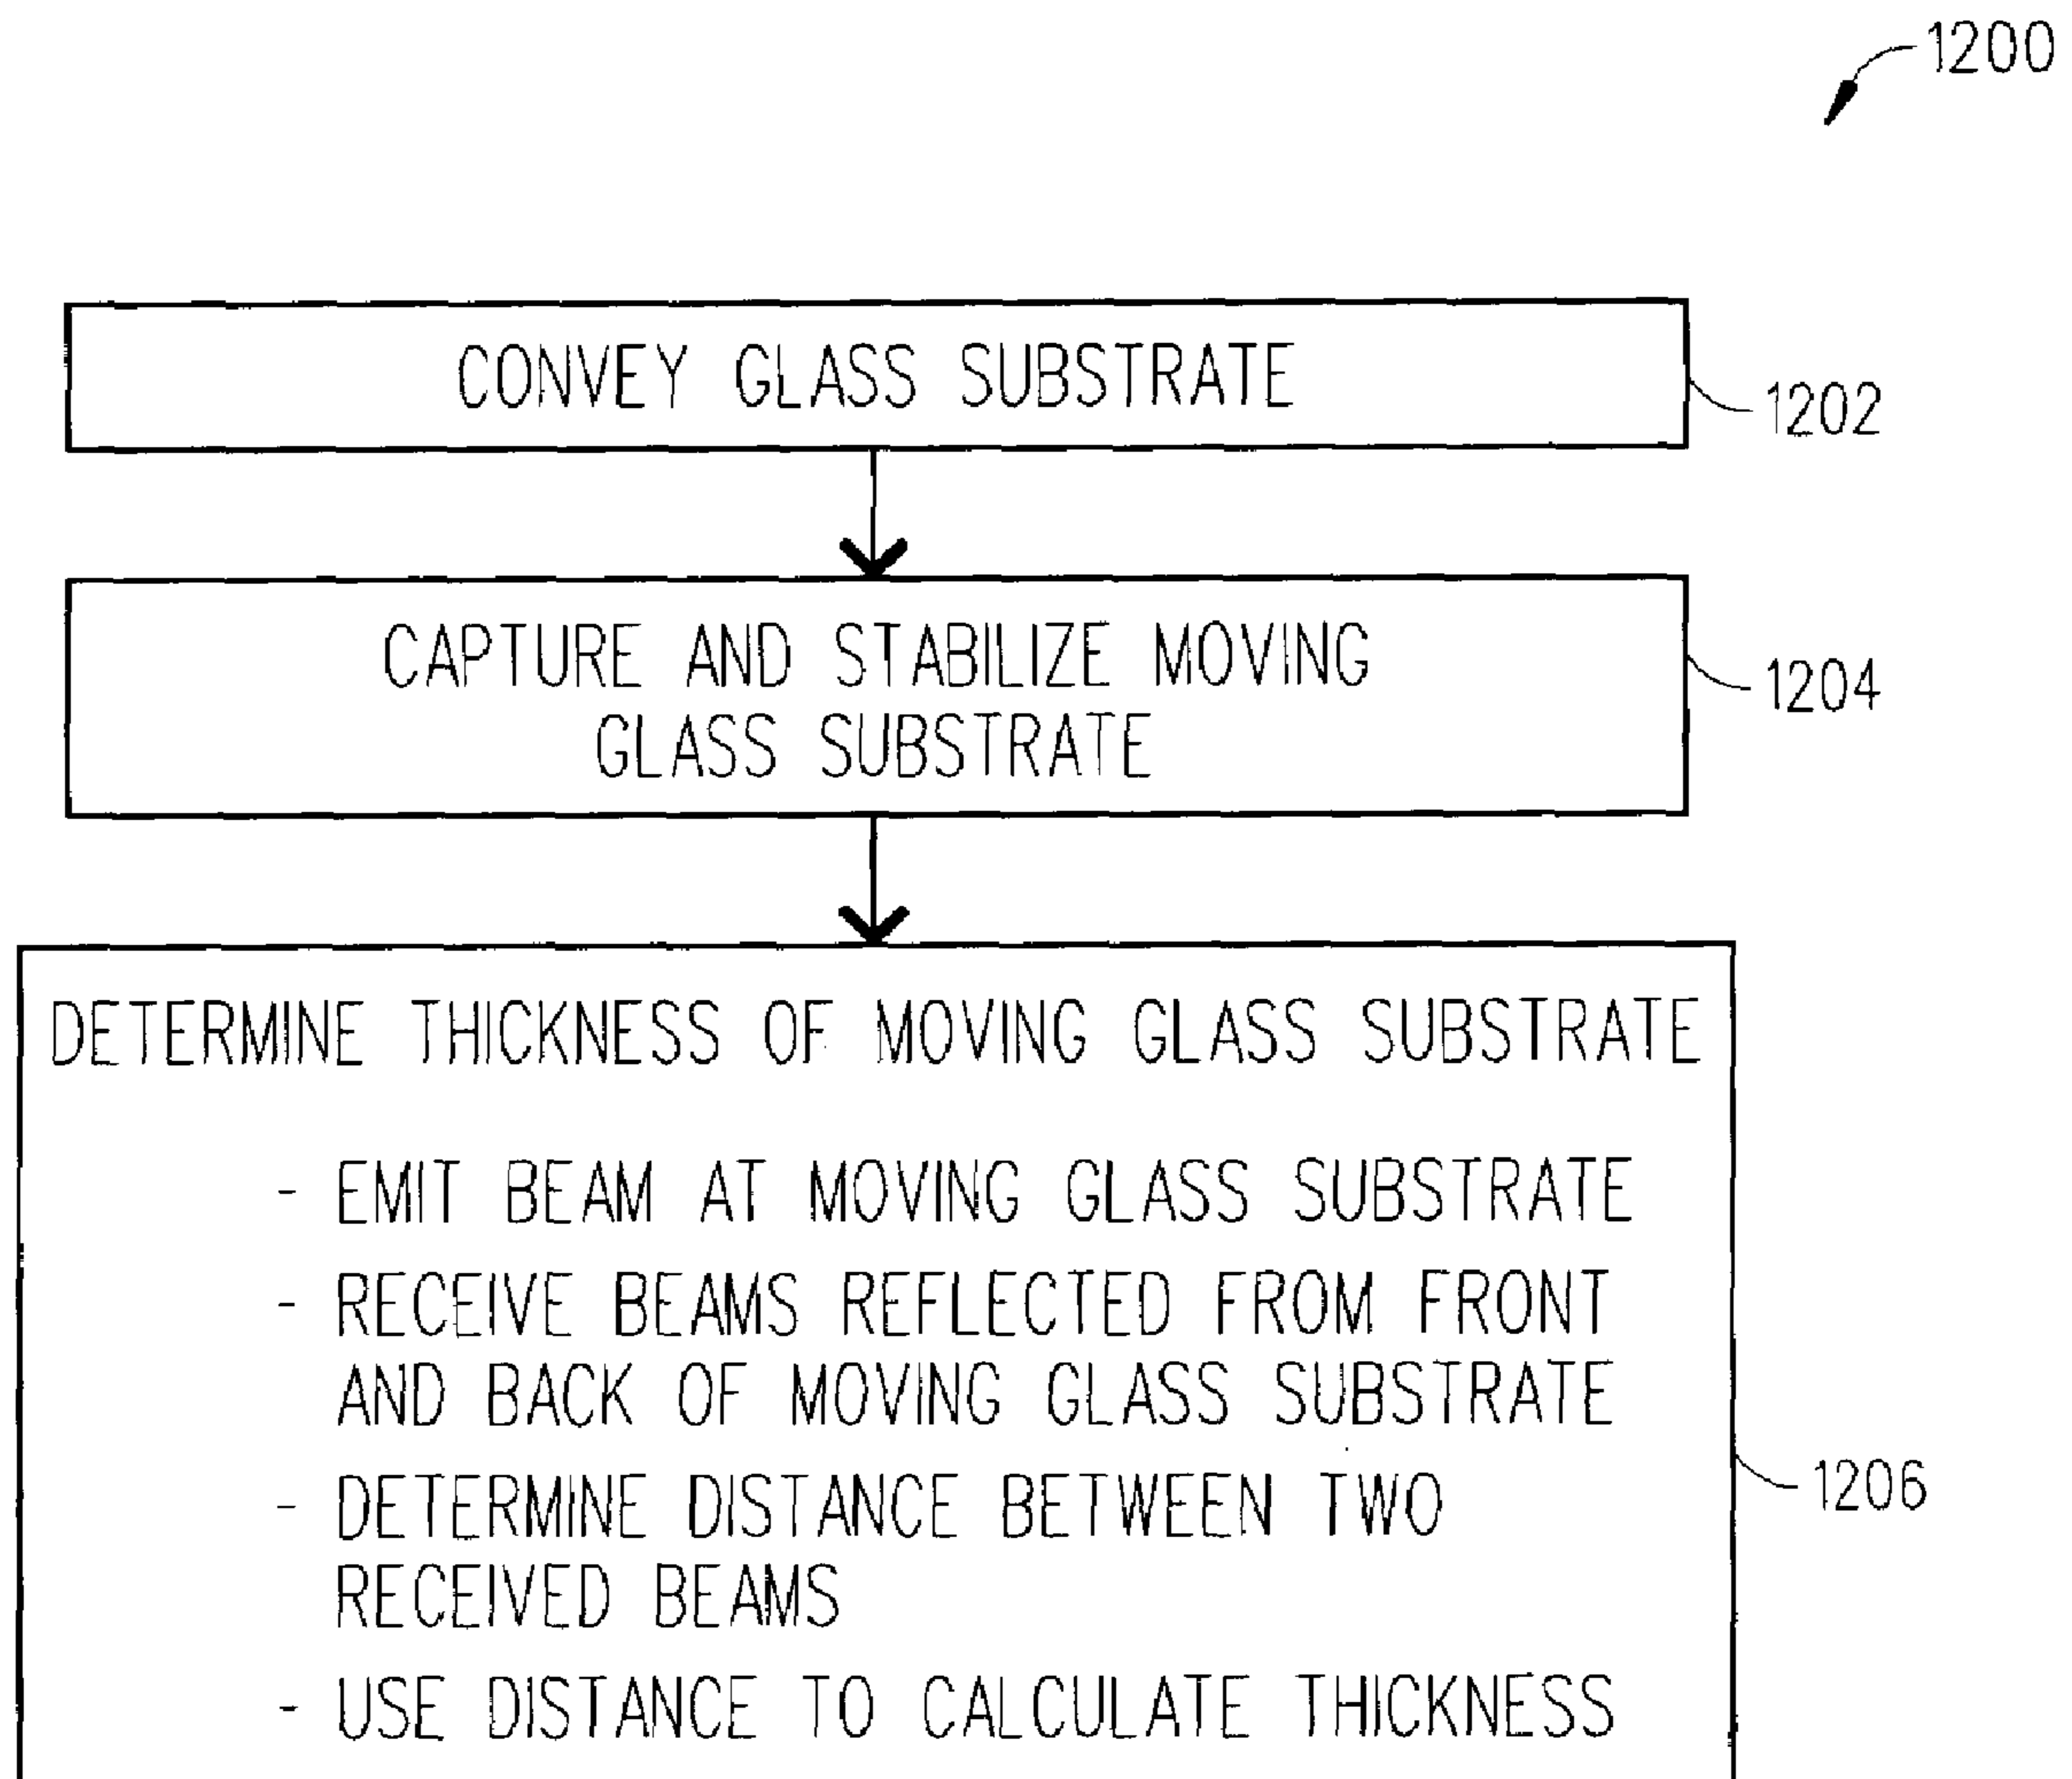 1200
CONVEY GLASS SUBSTRATE
1202
CAPTURE AND STABILIZE MOVING
GLASS SUBSTRATE
1204
DETERMINE THICKNESS OF MOVING GLASS SUBSTRATE
- EMIT BEAM AT MOVING GLASS SUBSTRATE
- RECEIVE BEAMS REFLECTED FROM FRONT
AND BACK OF MOVING GLASS SUBSTRATE
- DETERMINE DISTANCE BETWEEN TWO
RECEIVED BEAMS
- USE DISTANCE TO CALCULATE THICKNESS
1206